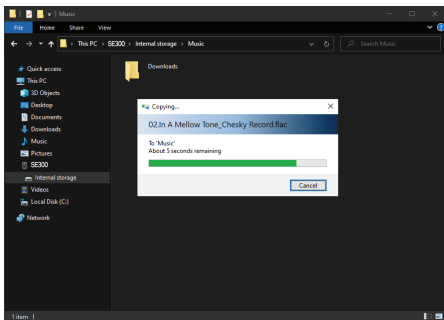 Music
File Home Share View
This PC > SE300 > Internal storage > Music
Search Music
Quick access
This PC
3D Objects
Desktop
Documents
Downloads
Music
Pictures
SE300
Internal storage
Videos
Local Disk (C:)
Network
Downloads
Copying...
02.In A Mellow Tone_Chesky Record.flac
To 'Music'
About 5 seconds remaining
Cancel
1 item